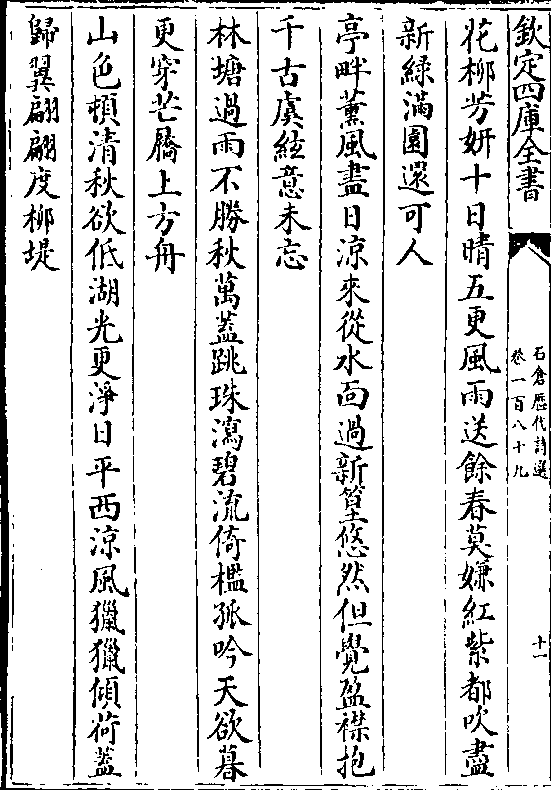 欽定四庫全書
石倉歷代詩選
卷一百八十九
十一
花柳芳妍十日晴五更風雨送餘春莫嫌紅紫都吹盡
新緑滿園還可人
亭畔薰風盡日涼來從水面過新篁悠然但覺盈襟抱
千古虞絃意未忘
林塘過雨不勝秋萬蓋跳珠瀉碧流倚檻孤吟天欲暮
更穿芒屩上方舟
山色頓清秋欲低湖光更淨日平西涼風獵獵傾荷蓋
歸翼翩翩度柳堤